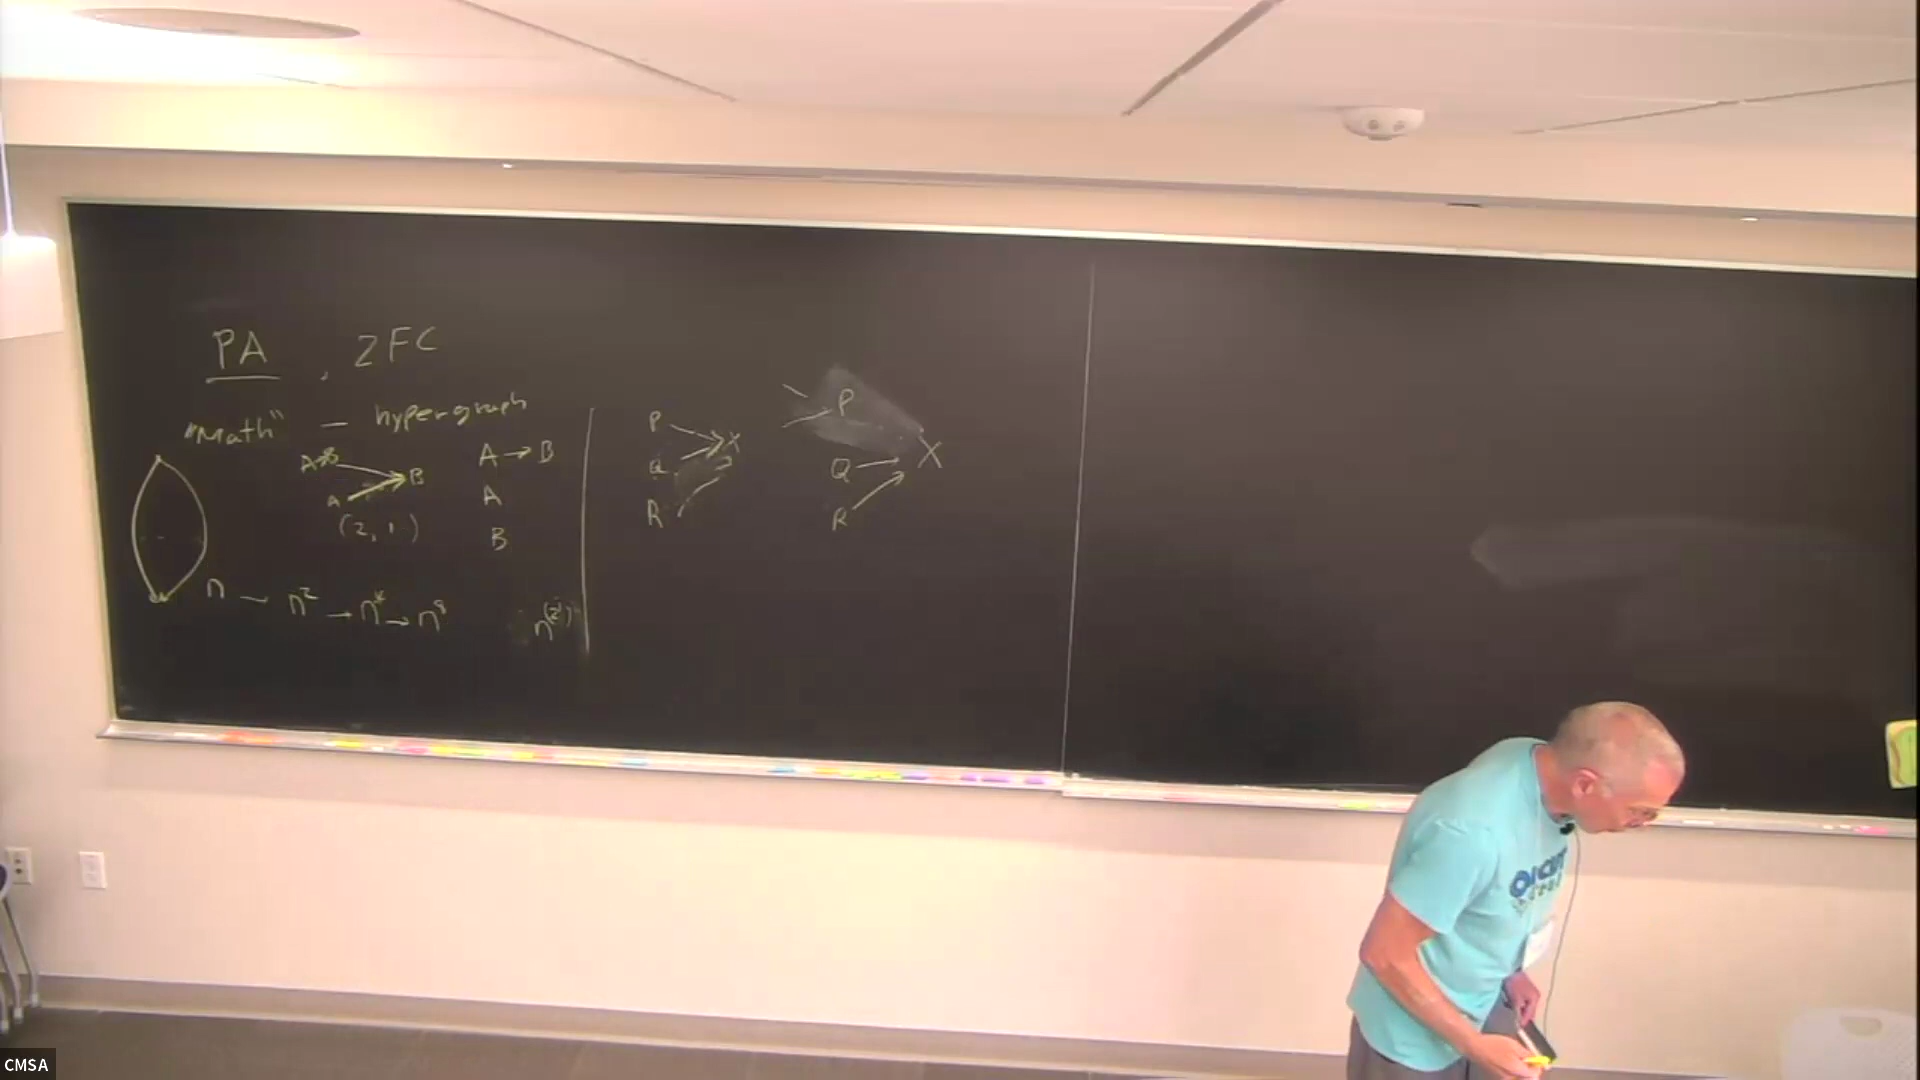 PA , ZFC
"Math" — hypergraph
A→B → B
A
(2, 1)
A → B
A
B
n → n² → n⁴ → n⁸
P
Q → X
R
P
Q → X
R
CMSA